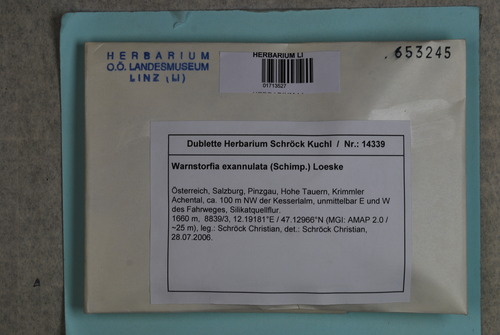 HERBARIUM
O.Ö. LANDESMUSEUM
LINZ (LI)
HERBARIUM LI
01713527
653245
Dublette Herbarium Schröck Kuchl / Nr.: 14339
Warnstorfia exannulata (Schimp.) Loeske
Österreich, Salzburg, Pinzgau, Hohe Tauern, Krimmler
Achental, ca. 100 m NW der Kesserlalm, unmittelbar E und W
des Fahrweges, Silikatquellflur.
1660 m, 8839/3, 12.19181°E / 47.12966°N (MGI: AMAP 2.0 /
~25 m), leg.: Schröck Christian, det.: Schröck Christian,
28.07.2006.